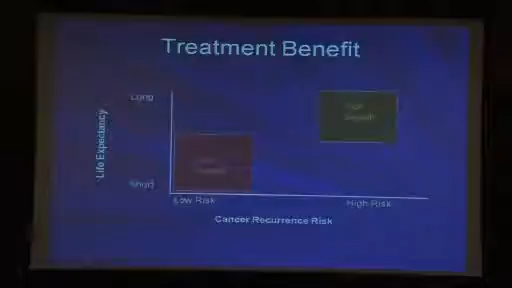 Treatment Benefit
Long
Life Expectancy
Short
Low Risk
High Risk
Cancer Recurrence Risk